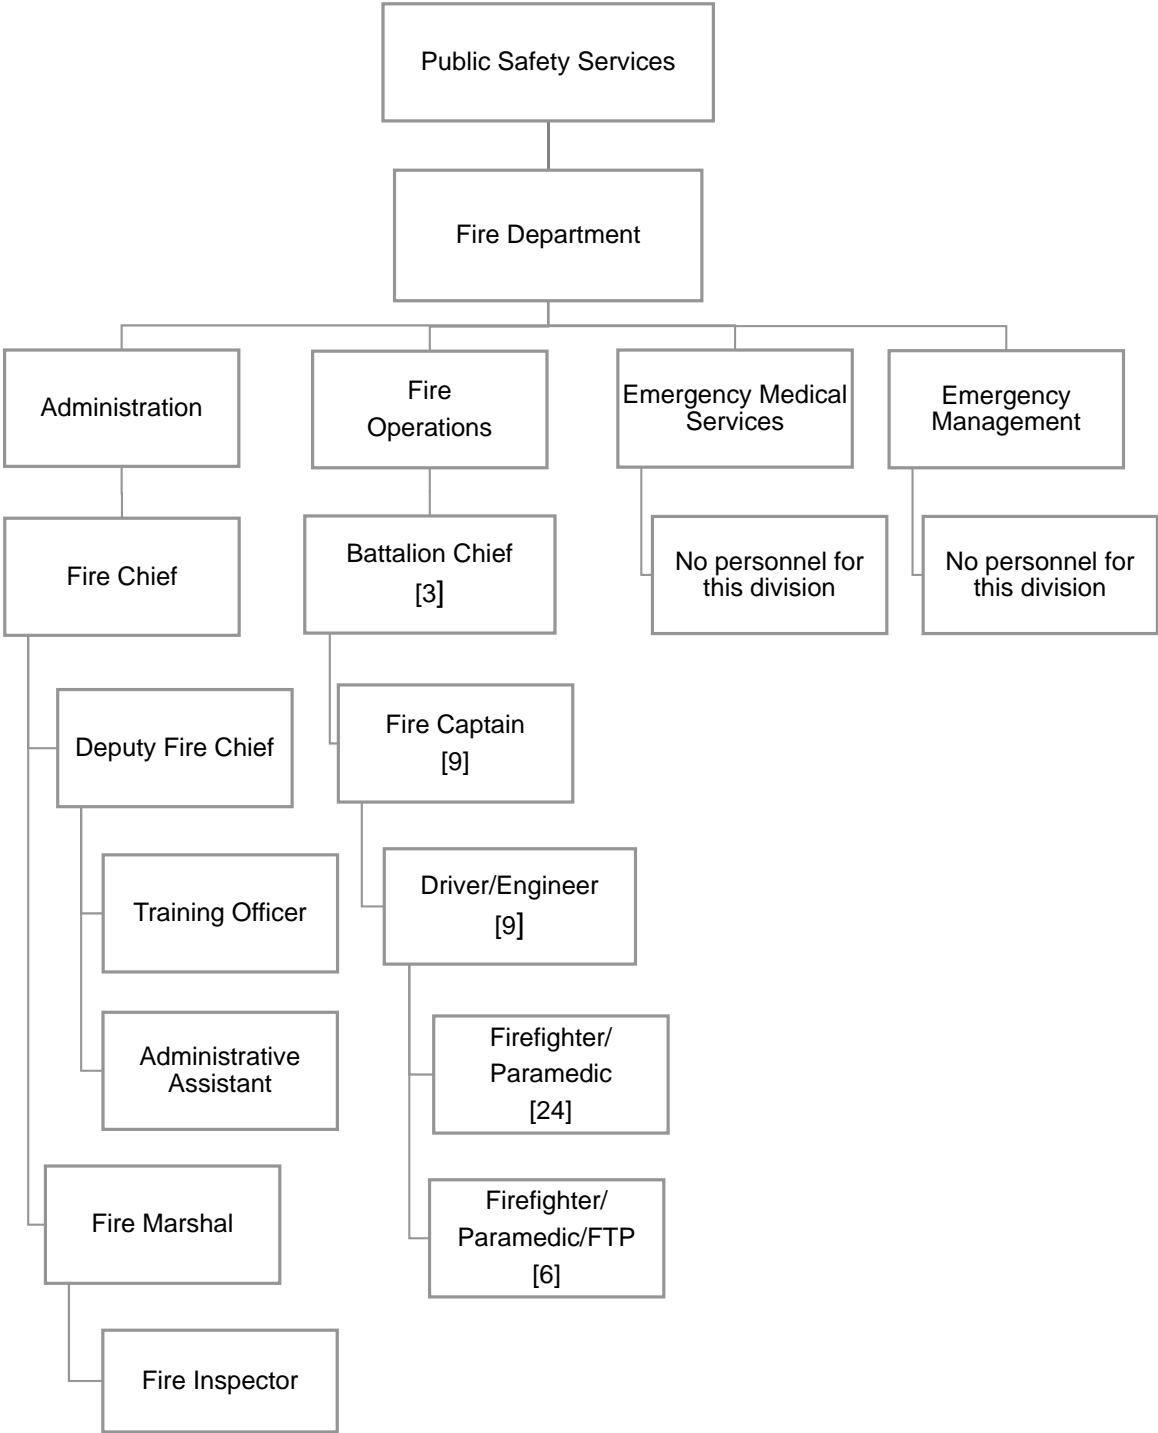 Public Safety Services
Fire Department
Administration
Fire
Operations
Emergency Medical
Services
Emergency
Management
Fire Chief
Battalion Chief
[3]
No personnel for
this division
No personnel for
this division
Deputy Fire Chief
Fire Captain
[9]
Training Officer
Driver/Engineer
[9]
Administrative
Assistant
Firefighter/
Paramedic
[24]
Fire Marshal
Firefighter/
Paramedic/FTP
[6]
Fire Inspector